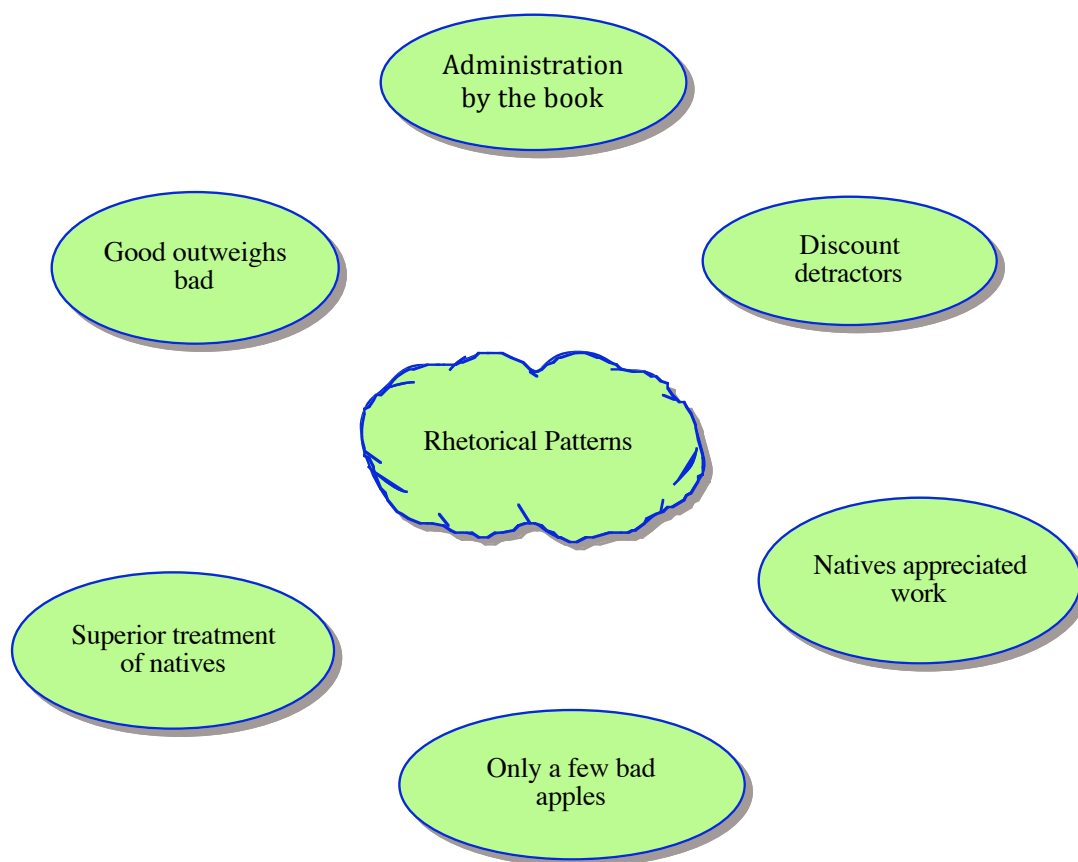 Administration
by the book
Good outweighs
bad
Discount
detractors
Rhetorical Patterns
Natives appreciated
work
Superior treatment
of natives
Only a few bad
apples